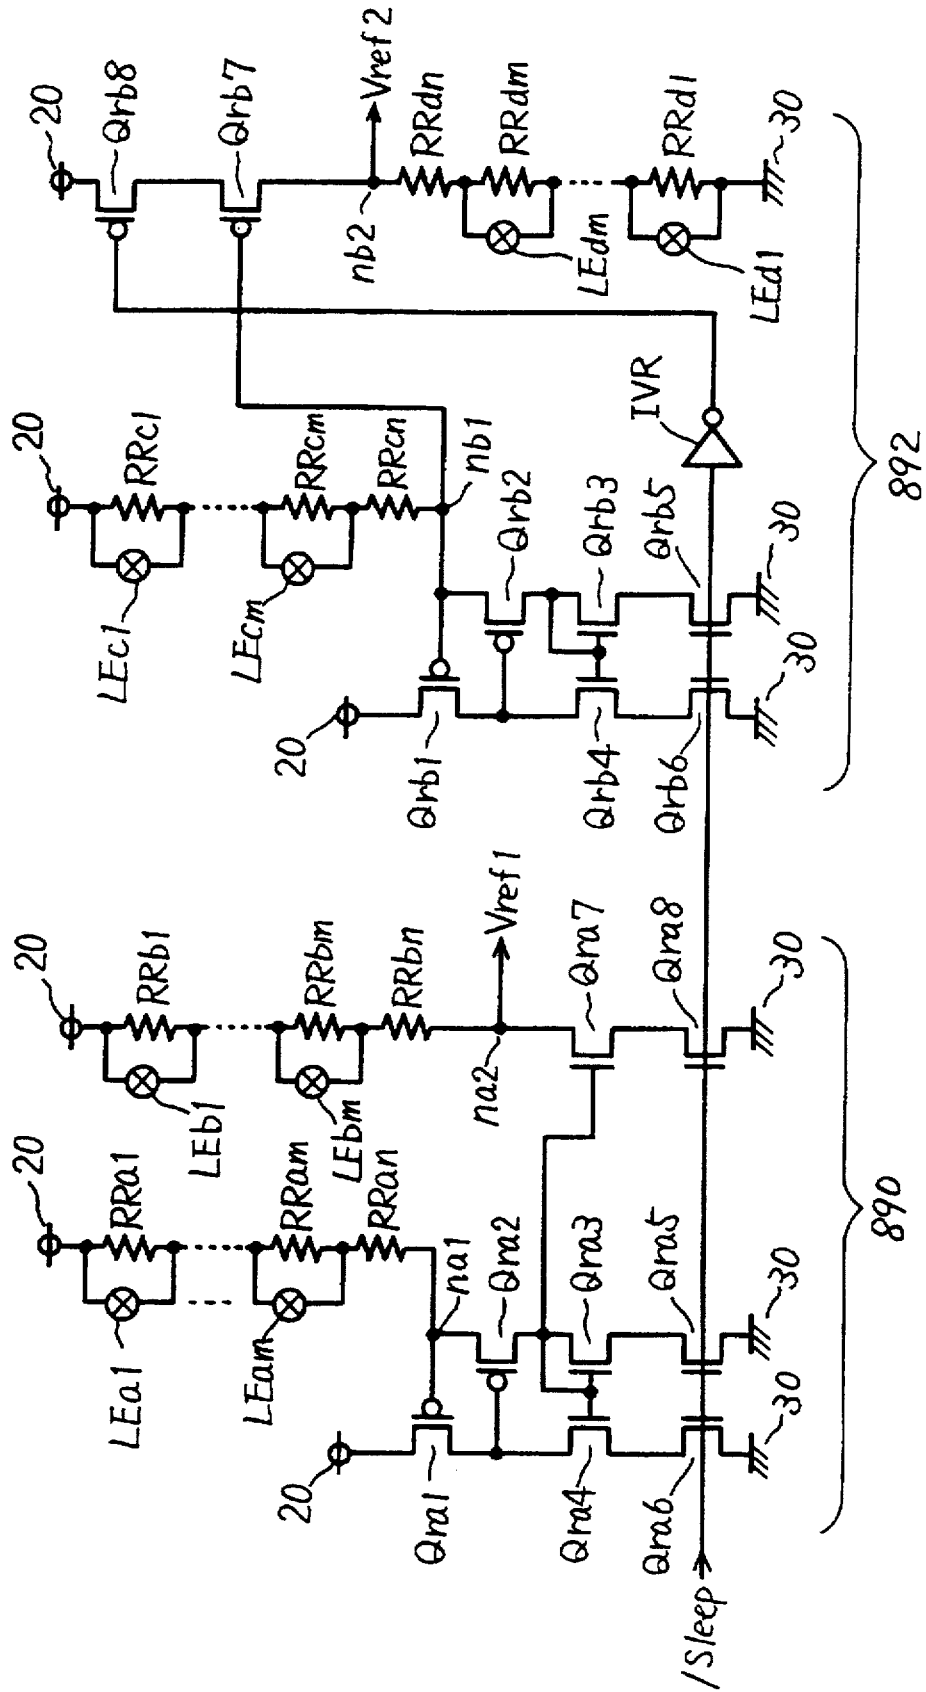 20
LEa1
RRa1
LEam
RRam
RRan
na1
20
Qra1
Qra2
Qra3
Qra4
Qra5
Qra6
30
30
20
RRb1
LEb1
RRbm
LEbm
RRbn
na2
Vref1
Qra7
Qra8
30
/Sleep
890
20
LEc1
RRc1
LEcm
RRcm
RRcn
nb1
20
Qrb1
Qrb2
Qrb3
Qrb4
Qrb5
Qrb6
30
30
IVR
20
Qrb8
Qrb7
nb2
Vref2
RRdn
RRdm
LEdm
RRd1
LEd1
30
892